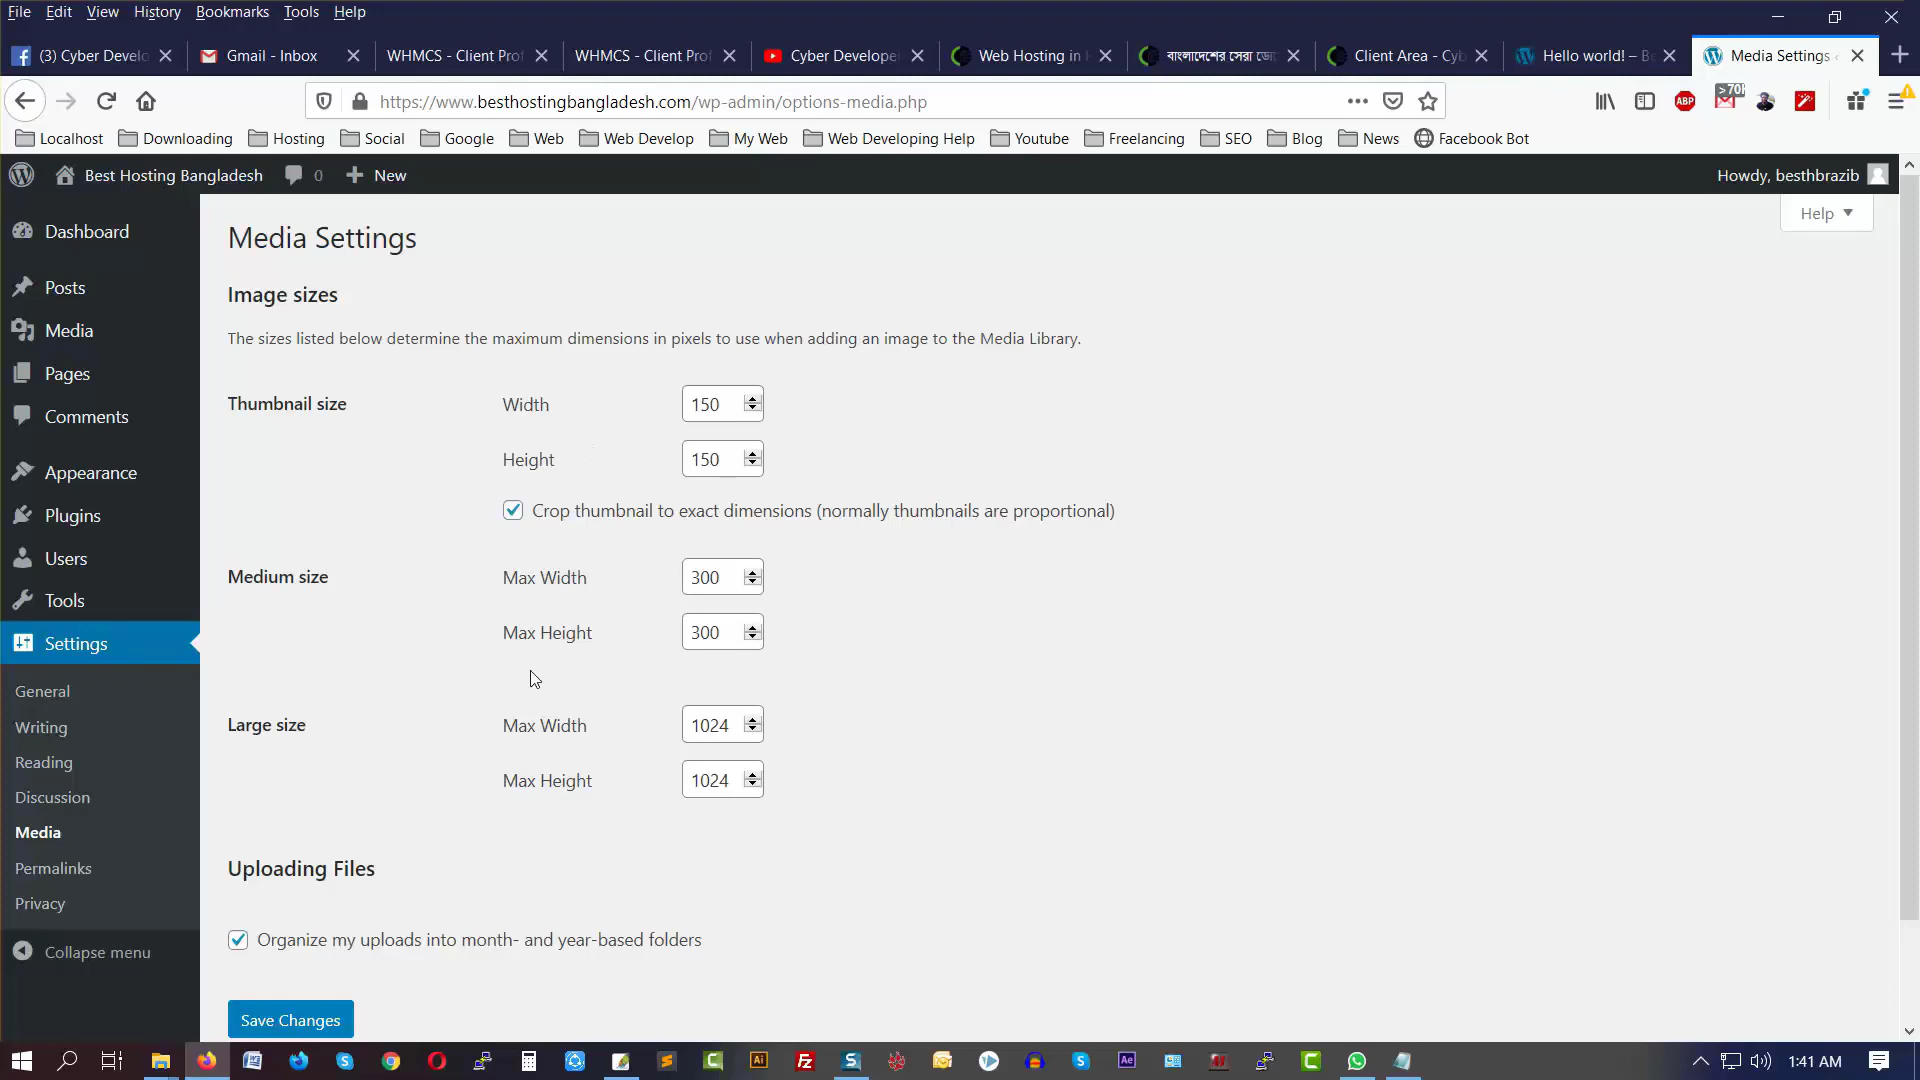 File Edit View History Bookmarks Tools Help
(3) Cyber Develo
Gmail - Inbox
WHMCS - Client Prof
WHMCS - Client Prof
Cyber Developer
Web Hosting in
বাংলাদেশের সেরা ডো
Client Area - Cyb
Hello world! – Be
Media Settings
https://www.besthostingbangladesh.com/wp-admin/options-media.php
>70
ABP
Localhost Downloading Hosting Social Google Web Web Develop My Web Web Developing Help Youtube Freelancing SEO Blog News Facebook Bot
Best Hosting Bangladesh 0 New
Howdy, besthbrazib
Help
Dashboard
Posts
Media
Pages
Comments
Appearance
Plugins
Users
Tools
Settings
General
Writing
Reading
Discussion
Media
Permalinks
Privacy
Collapse menu
Media Settings
Image sizes
The sizes listed below determine the maximum dimensions in pixels to use when adding an image to the Media Library.
Thumbnail size
Width 150
Height 150
Crop thumbnail to exact dimensions (normally thumbnails are proportional)
Medium size
Max Width 300
Max Height 300
Large size
Max Width 1024
Max Height 1024
Uploading Files
Organize my uploads into month- and year-based folders
Save Changes
1:41 AM